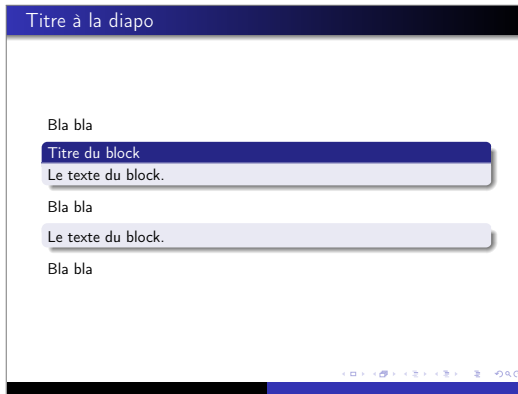 Titre à la diapo
Bla bla
Titre du block
Le texte du block.
Bla bla
Le texte du block.
Bla bla